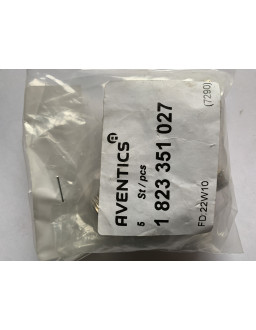 AVENTICS
5 St/pcs
1 823 351 027
FD 22W10
(7290)